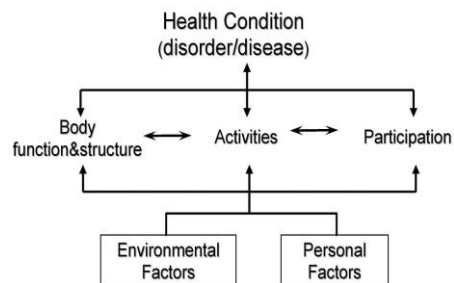 Health Condition
(disorder/disease)
Body
function&structure
Activities
Participation
Environmental
Factors
Personal
Factors